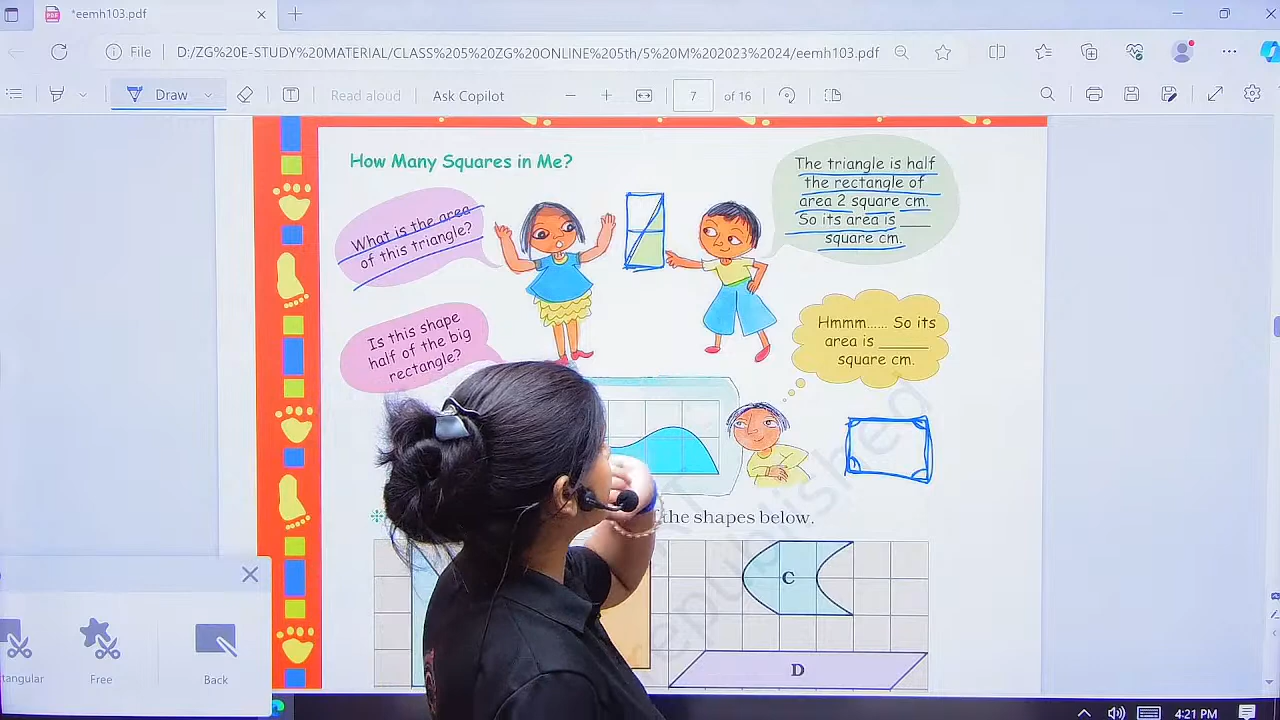 *eemh103.pdf
File
D:/ZG%20E-STUDY%20MATERIAL/CLASS%205%20ZG%20ONLINE%205th/5%20M%202023%2024/eemh103.pdf
Draw
Read aloud
Ask Copilot
7
of 16
How Many Squares in Me?
What is the area
of this triangle?
The triangle is half
the rectangle of
area 2 square cm.
So its area is ____
square cm.
Is this shape
half of the big
rectangle?
Hmmm...... So its
area is _______
square cm.
the shapes below.
C
D
republished
tangular
Free
Back
4:21 PM